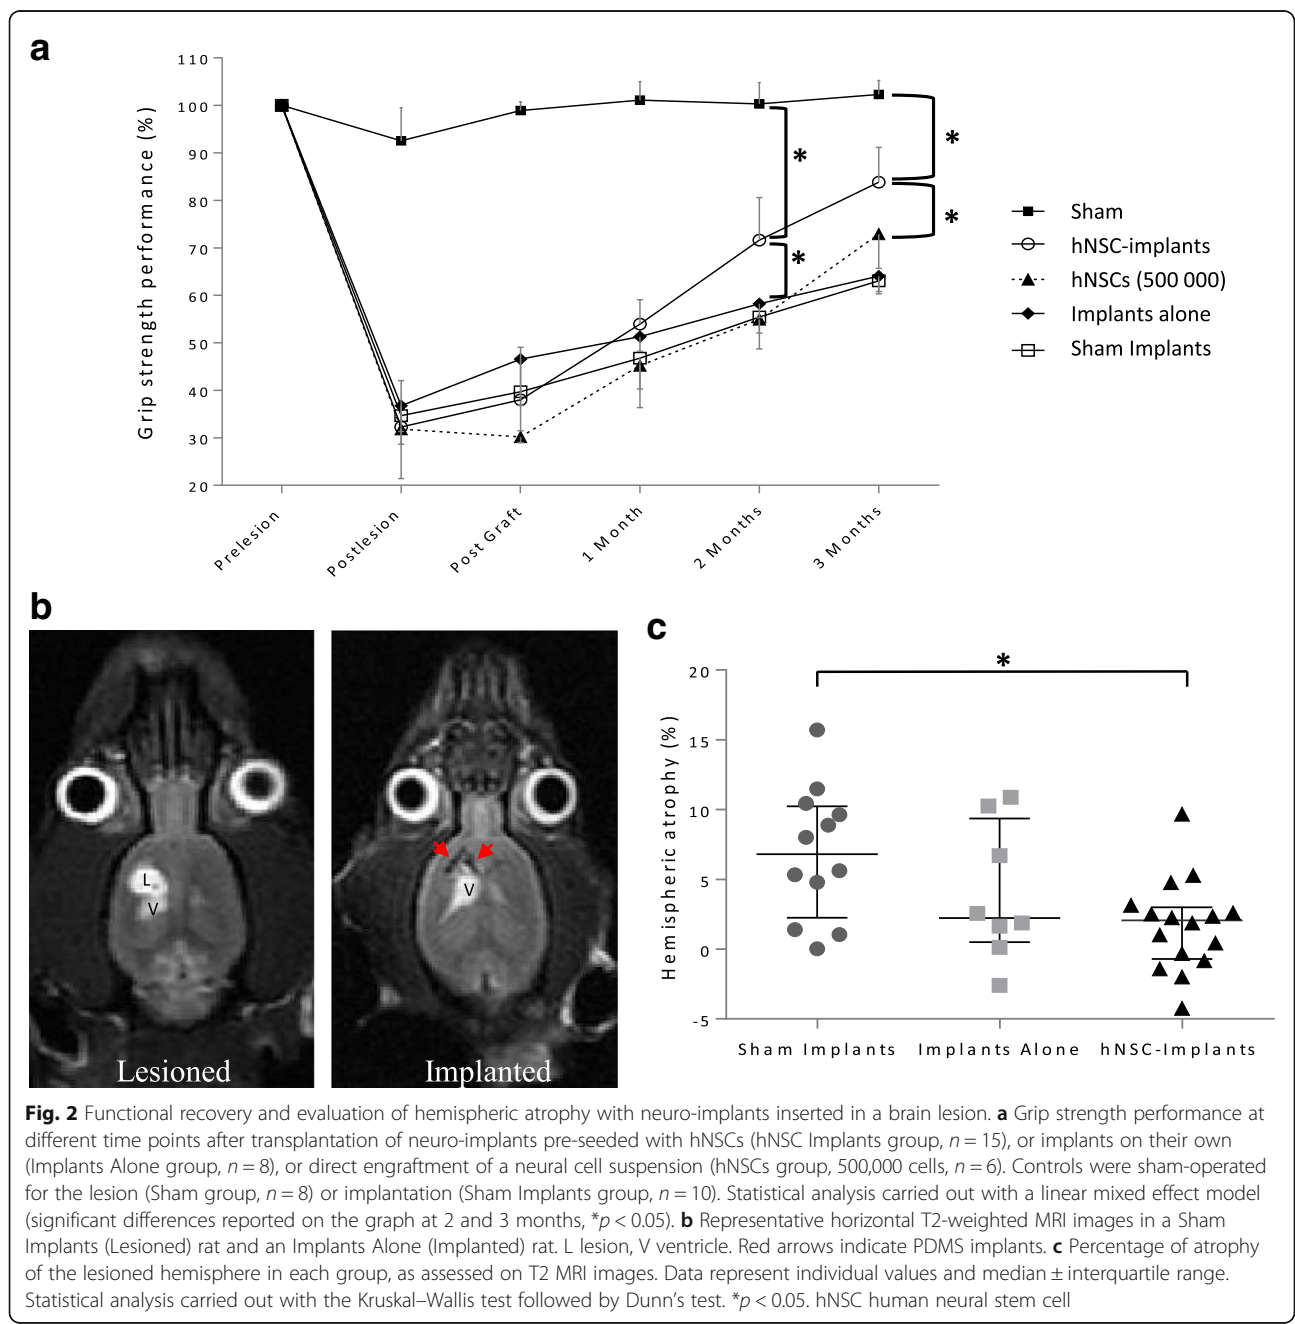 a
110
100
90
80
70
60
50
40
30
20
Grip strength performance (%)
Prelesion
Postlesion
Post Graft
1 Month
2 Months
3 Months
*
*
*
*
Sham
hNSC-implants
hNSCs (500 000)
Implants alone
Sham Implants
b
L
V
Lesioned
V
Implanted
c
20
15
10
5
0
-5
Hemispheric atrophy (%)
*
Sham Implants
Implants Alone
hNSC-Implants
Fig. 2 Functional recovery and evaluation of hemispheric atrophy with neuro-implants inserted in a brain lesion. a Grip strength performance at
different time points after transplantation of neuro-implants pre-seeded with hNSCs (hNSC Implants group, n = 15), or implants on their own
(Implants Alone group, n = 8), or direct engraftment of a neural cell suspension (hNSCs group, 500,000 cells, n = 6). Controls were sham-operated
for the lesion (Sham group, n = 8) or implantation (Sham Implants group, n = 10). Statistical analysis carried out with a linear mixed effect model
(significant differences reported on the graph at 2 and 3 months, *p < 0.05). b Representative horizontal T2-weighted MRI images in a Sham
Implants (Lesioned) rat and an Implants Alone (Implanted) rat. L lesion, V ventricle. Red arrows indicate PDMS implants. c Percentage of atrophy
of the lesioned hemisphere in each group, as assessed on T2 MRI images. Data represent individual values and median ± interquartile range.
Statistical analysis carried out with the Kruskal–Wallis test followed by Dunn's test. *p < 0.05. hNSC human neural stem cell